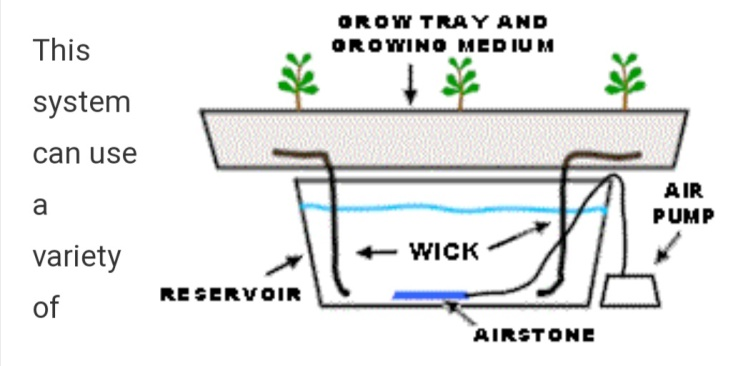 This
system
can use
a
variety
of
GROW TRAY AND
GROWING MEDIUM
AIR
PUMP
WICK
RESERVOIR
AIRSTONE